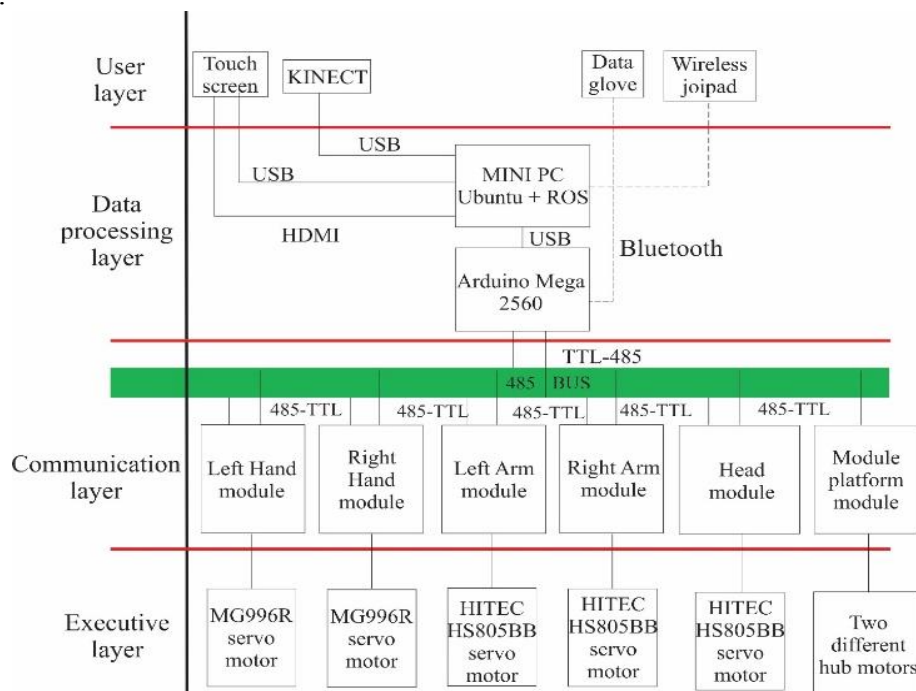 .
User
layer
Touch
screen
KINECT
Data
glove
Wireless
joipad
USB
USB
HDMI
MINI PC
Ubuntu + ROS
USB
Bluetooth
Data
processing
layer
Arduino Mega
2560
TTL-485
485 BUS
485-TTL 485-TTL 485-TTL 485-TTL 485-TTL
Communication
layer
Left Hand
module
Right
Hand
module
Left Arm
module
Right Arm
module
Head
module
Module
platform
module
Executive
layer
MG996R
servo
motor
MG996R
servo
motor
HITEC
HS805BB
servo
motor
HITEC
HS805BB
servo
motor
HITEC
HS805BB
servo
motor
Two
different
hub motors